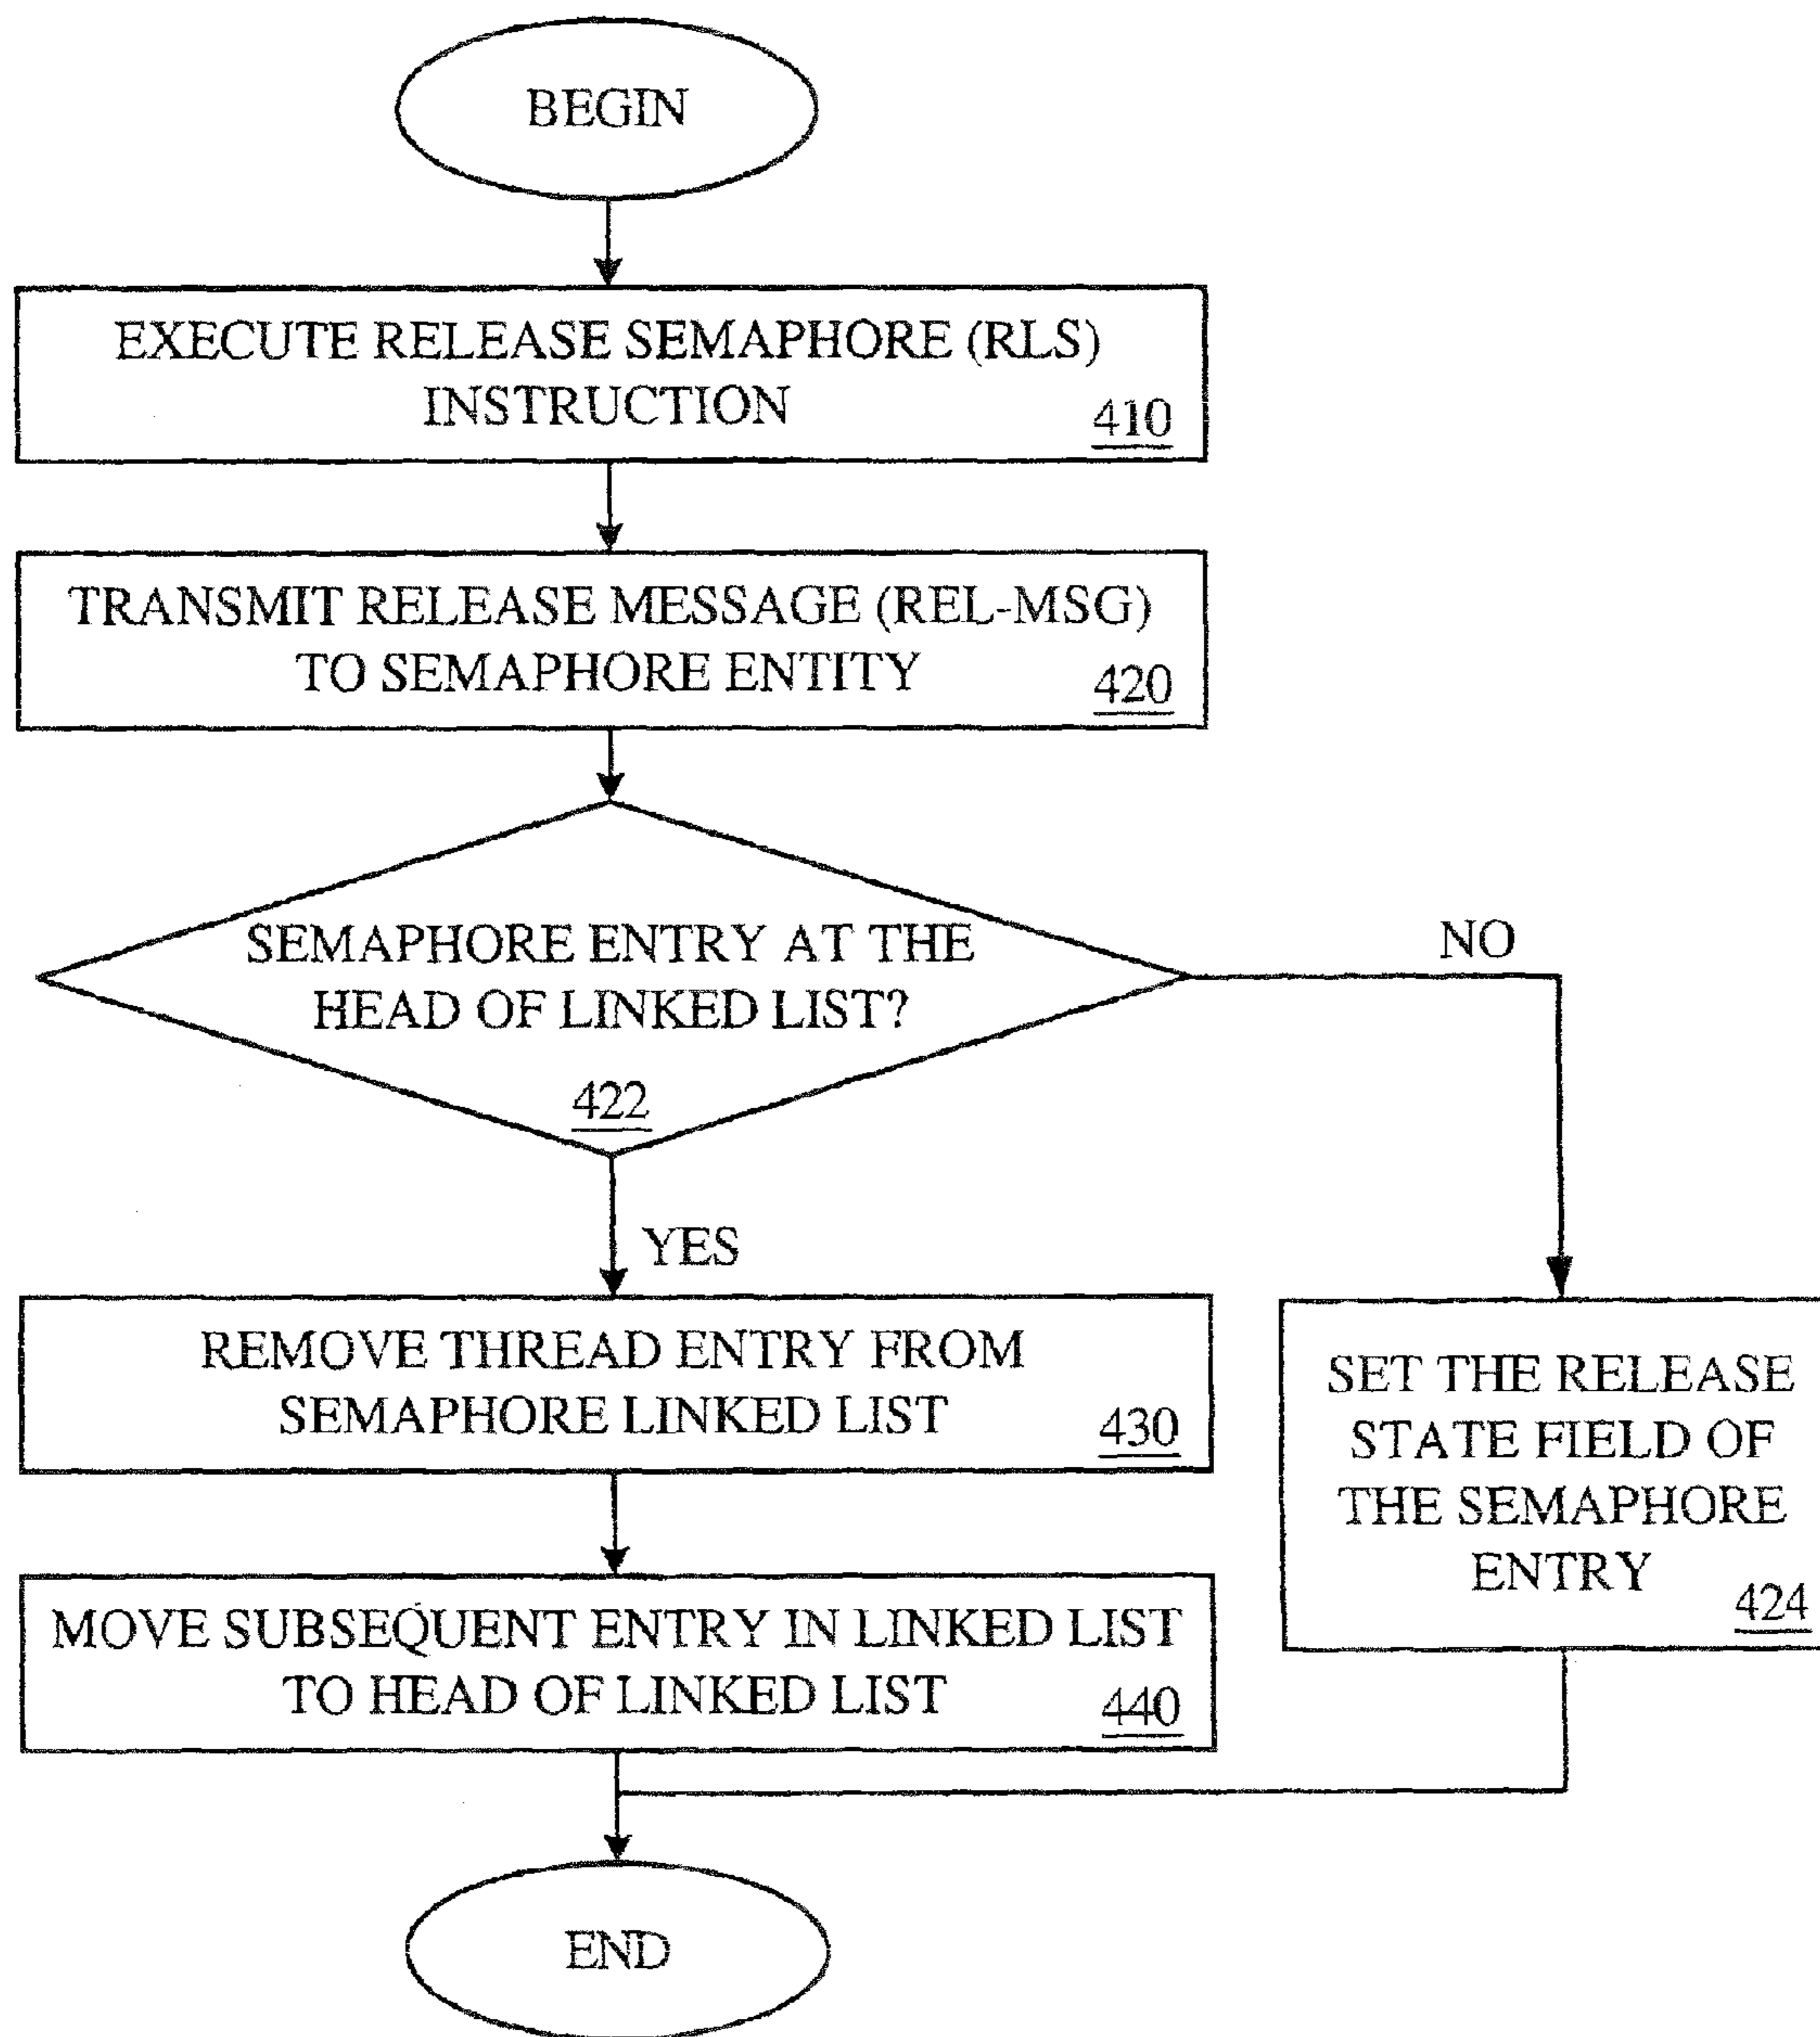 BEGIN
EXECUTE RELEASE SEMAPHORE (RLS)
INSTRUCTION
410
TRANSMIT RELEASE MESSAGE (REL-MSG)
TO SEMAPHORE ENTITY
420
SEMAPHORE ENTRY AT THE
HEAD OF LINKED LIST?
422
NO
YES
REMOVE THREAD ENTRY FROM
SEMAPHORE LINKED LIST
430
SET THE RELEASE
STATE FIELD OF
THE SEMAPHORE
ENTRY
424
MOVE SUBSEQUENT ENTRY IN LINKED LIST
TO HEAD OF LINKED LIST
440
END